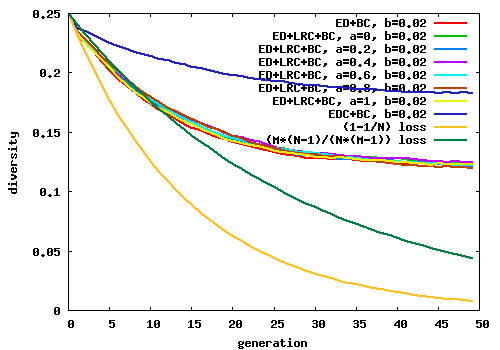 0.25
0.2
0.15
0.1
0.05
0
diversity
0 5 10 15 20 25 30 35 40 45 50
generation
ED+BC, b=0.02
ED+LRC+BC, a=0, b=0.02
ED+LRC+BC, a=0.2, b=0.02
ED+LRC+BC, a=0.4, b=0.02
ED+LRC+BC, a=0.6, b=0.02
ED+LRC+BC, a=0.8, b=0.02
ED+LRC+BC, a=1, b=0.02
EDC+BC, b=0.02
(1-1/N) loss
(M*(N-1)/(N*(M-1)) loss